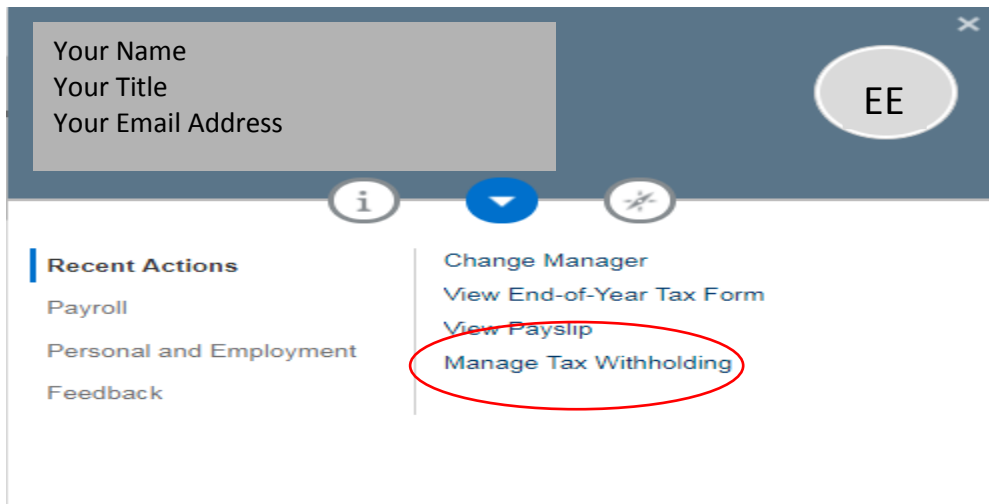 Your Name
Your Title
Your Email Address
EE
i
Recent Actions
Payroll
Personal and Employment
Feedback
Change Manager
View End-of-Year Tax Form
View Payslip
Manage Tax Withholding